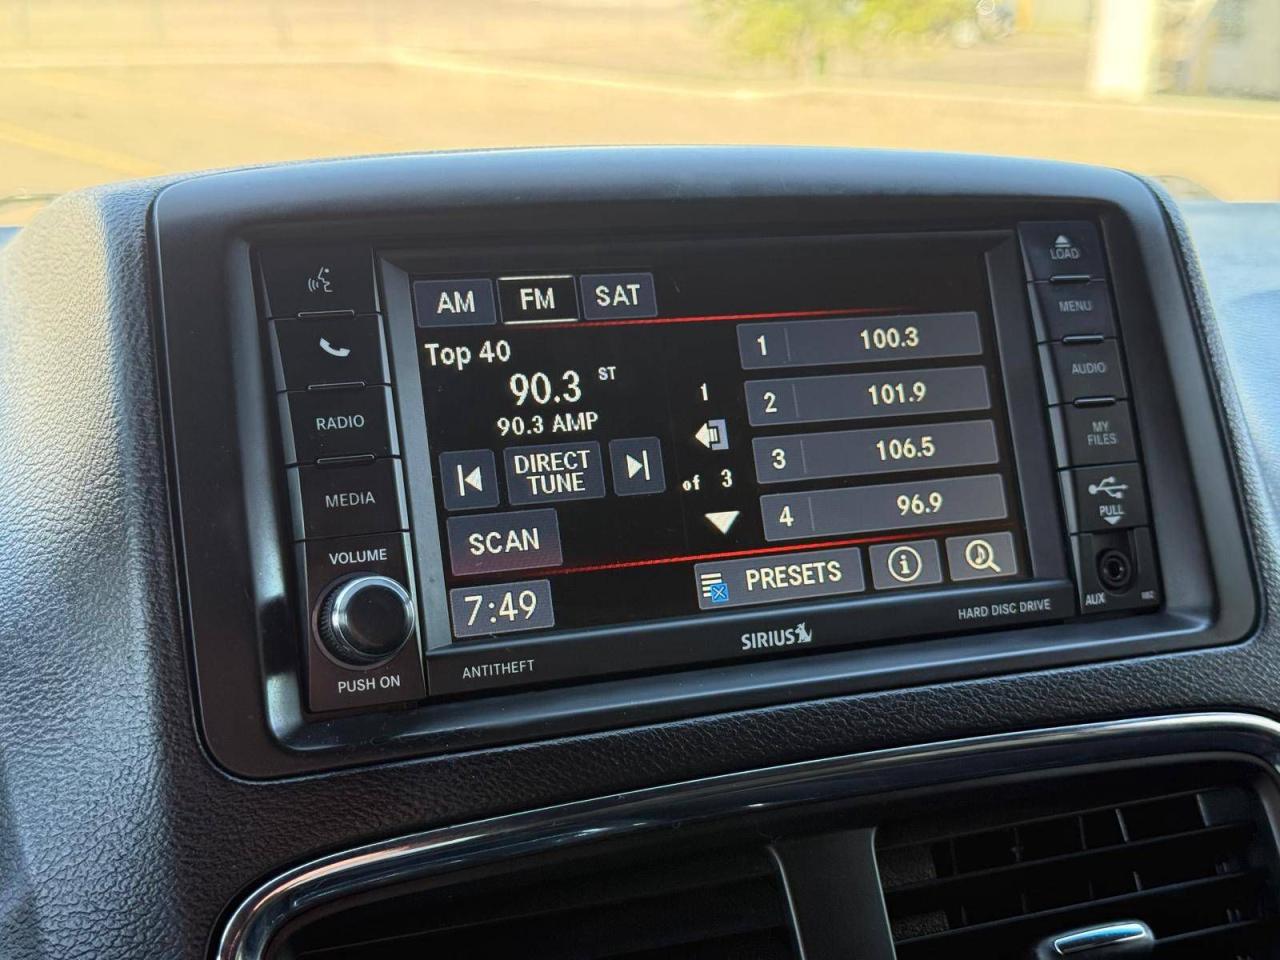 AM FM SAT
Top 40
90.3 ST
90.3 AMP
DIRECT
TUNE
SCAN
7:49
1
of 3
1 100.3
2 101.9
3 106.5
4 96.9
PRESETS
i
RADIO
MEDIA
VOLUME
PUSH ON
ANTITHEFT
SIRIUS
HARD DISC DRIVE
LOAD
MENU
AUDIO
MY
FILES
PULL
AUX